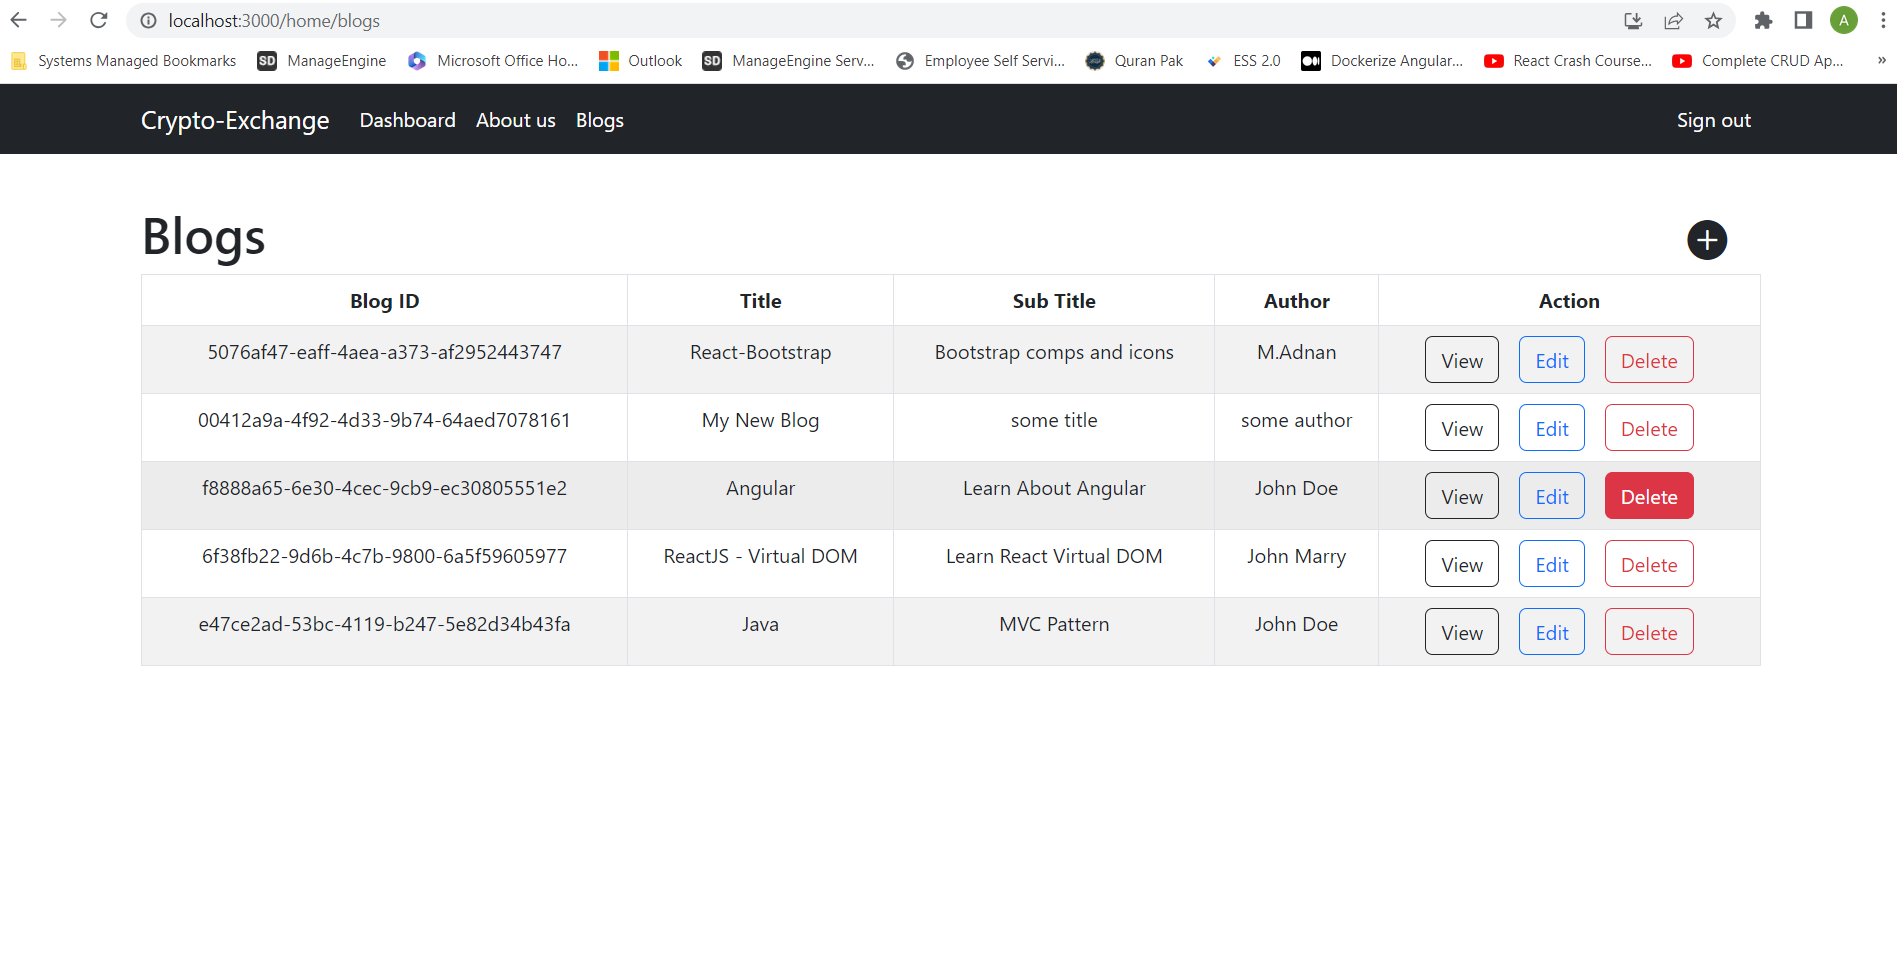 localhost:3000/home/blogs
A
Systems Managed Bookmarks SD ManageEngine Microsoft Office Ho... Outlook SD ManageEngine Serv... Employee Self Servi... Quran Pak ESS 2.0 Dockerize Angular... React Crash Course... Complete CRUD Ap... »
Crypto-Exchange Dashboard About us Blogs Sign out
Blogs
Blog ID Title Sub Title Author Action
5076af47-eaff-4aea-a373-af2952443747 React-Bootstrap Bootstrap comps and icons M.Adnan View Edit Delete
00412a9a-4f92-4d33-9b74-64aed7078161 My New Blog some title some author View Edit Delete
f8888a65-6e30-4cec-9cb9-ec30805551e2 Angular Learn About Angular John Doe View Edit Delete
6f38fb22-9d6b-4c7b-9800-6a5f59605977 ReactJS - Virtual DOM Learn React Virtual DOM John Marry View Edit Delete
e47ce2ad-53bc-4119-b247-5e82d34b43fa Java MVC Pattern John Doe View Edit Delete